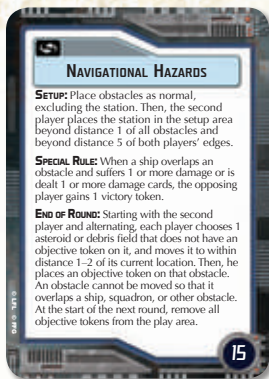 NAVIGATIONAL HAZARDS
SETUP: Place obstacles as normal,
excluding the station. Then, the second
player places the station in the setup area
beyond distance 1 of all obstacles and
beyond distance 5 of both players' edges.
SPECIAL RULE: When a ship overlaps an
obstacle and suffers 1 or more damage or is
dealt 1 or more damage cards, the opposing
player gains 1 victory token.
END OF ROUND: Starting with the second
player and alternating, each player chooses 1
asteroid or debris field that does not have an
objective token on it, and moves it to within
distance 1–2 of its current location. Then, he
places an objective token on that obstacle.
An obstacle cannot be moved so that it
overlaps a ship, squadron, or other obstacle.
At the start of the next round, remove all
objective tokens from the play area.
© LFL © FFG
15